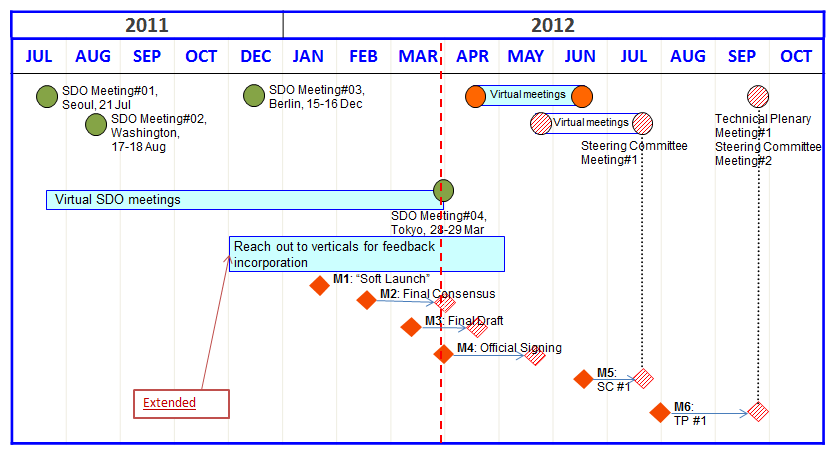 2011 2012
JUL AUG SEP OCT DEC JAN FEB MAR APR MAY JUN JUL AUG SEP OCT
SDO Meeting#01,
Seoul, 21 Jul
SDO Meeting#02,
Washington,
17-18 Aug
SDO Meeting#03,
Berlin, 15-16 Dec
Virtual meetings
Virtual meetings
Steering Committee
Meeting#1
Technical Plenary
Meeting#1
Steering Committee
Meeting#2
Virtual SDO meetings
SDO Meeting#04,
Tokyo, 28-29 Mar
Reach out to verticals for feedback
incorporation
M1: “Soft Launch”
M2: Final Consensus
M3: Final Draft
M4: Official Signing
M5:
SC #1
Extended
M6:
TP #1